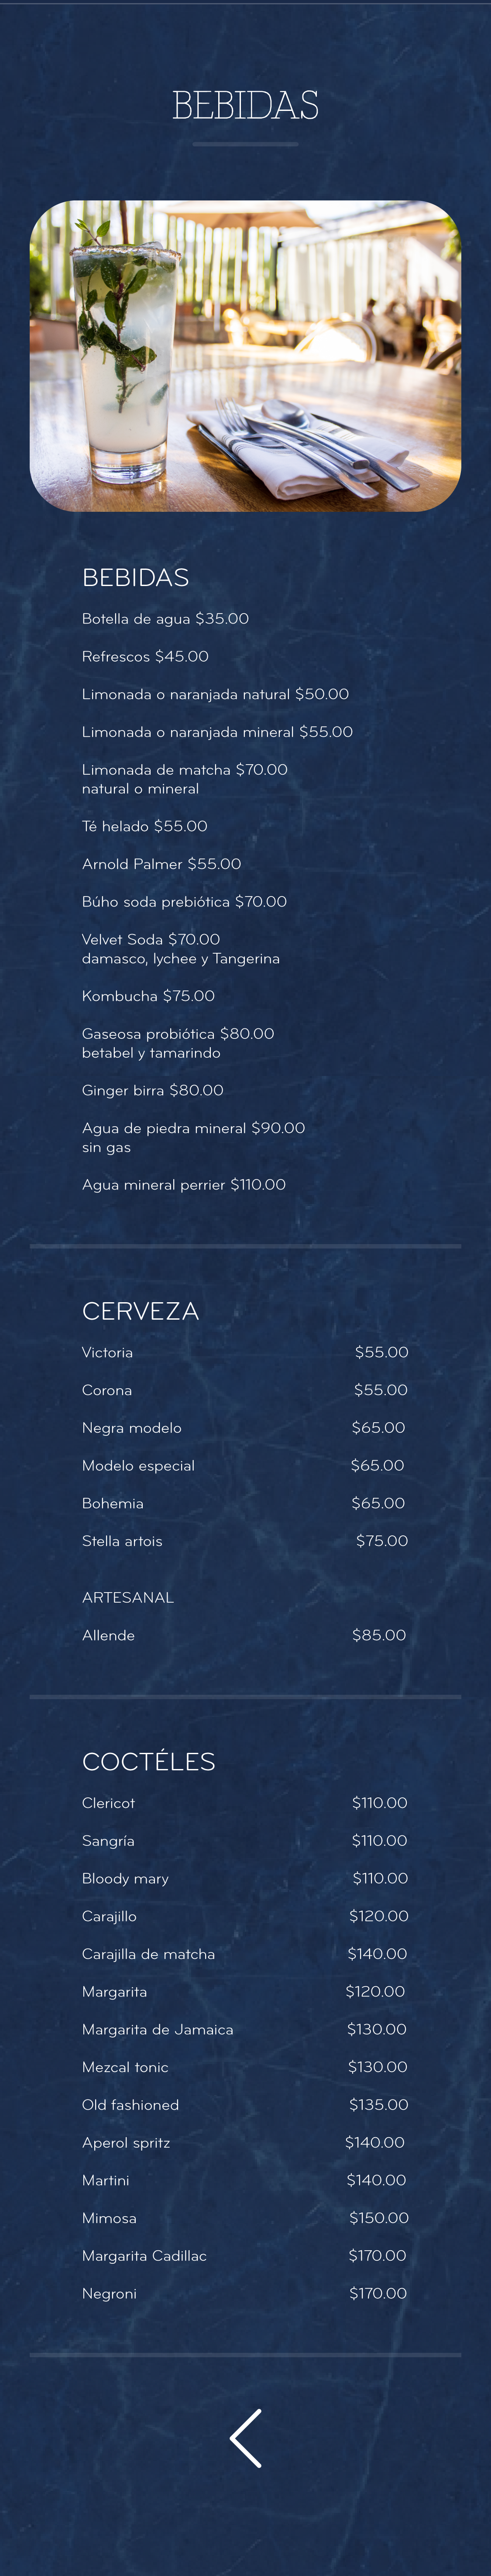 BEBIDAS
BEBIDAS
Botella de agua $35.00
Refrescos $45.00
Limonada o naranjada natural $50.00
Limonada o naranjada mineral $55.00
Limonada de matcha $70.00
natural o mineral
Té helado $55.00
Arnold Palmer $55.00
Búho soda prebiótica $70.00
Velvet Soda $70.00
damasco, lychee y Tangerina
Kombucha $75.00
Gaseosa probiótica $80.00
betabel y tamarindo
Ginger birra $80.00
Agua de piedra mineral $90.00
sin gas
Agua mineral perrier $110.00
CERVEZA
Victoria $55.00
Corona $55.00
Negra modelo $65.00
Modelo especial $65.00
Bohemia $65.00
Stella artois $75.00
ARTESANAL
Allende $85.00
COCTÉLES
Clericot $110.00
Sangría $110.00
Bloody mary $110.00
Carajillo $120.00
Carajilla de matcha $140.00
Margarita $120.00
Margarita de Jamaica $130.00
Mezcal tonic $130.00
Old fashioned $135.00
Aperol spritz $140.00
Martini $140.00
Mimosa $150.00
Margarita Cadillac $170.00
Negroni $170.00